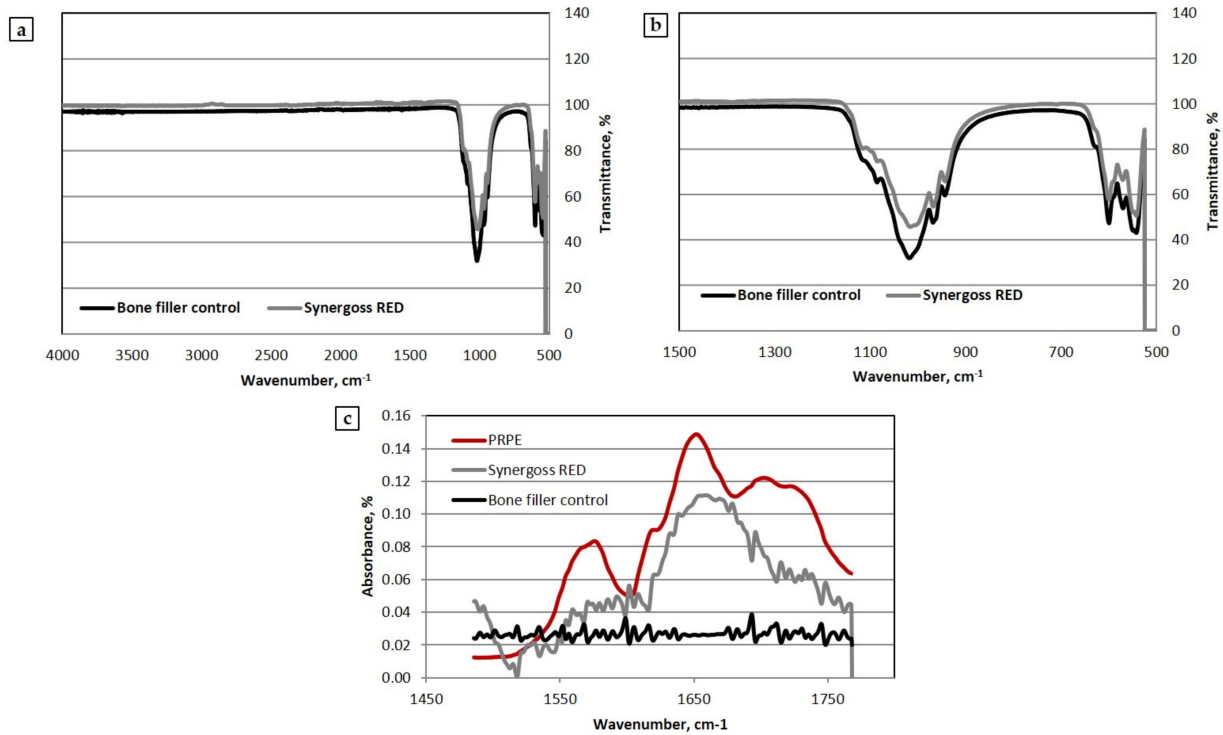 a
140
120
100
80
60
40
20
0
Transmittance, %
Bone filler control
Synergoss RED
4000 3000 2000 1000 500
Wavenumber, cm-1
b
140
120
100
80
60
40
20
0
Transmittance, %
Bone filler control
Synergoss RED
1500 1300 1100 900 700 500
Wavenumber, cm-1
c
0.16
0.14
0.12
0.10
0.08
0.06
0.04
0.02
0.00
Absorbance, %
PRPE
Synergoss RED
Bone filler control
1450 1550 1650 1750
Wavenumber, cm-1